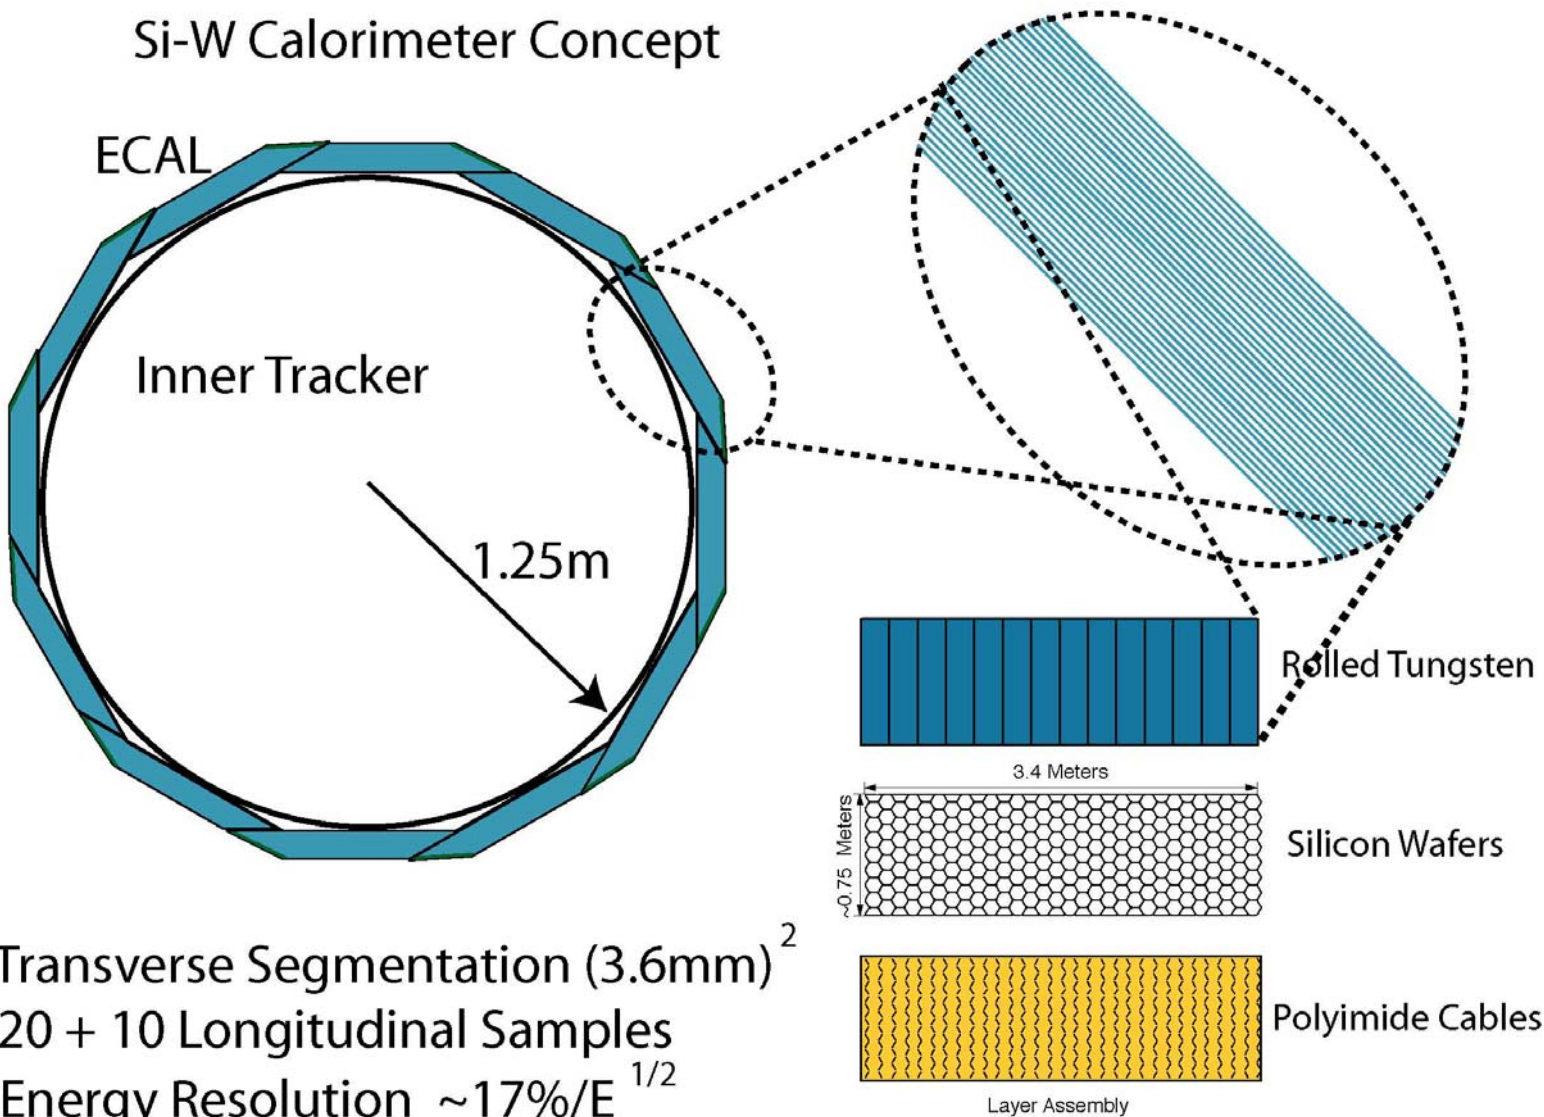 Si-W Calorimeter Concept
ECAL
Inner Tracker
1.25m
Rolled Tungsten
3.4 Meters
~0.75 Meters
Silicon Wafers
Polyimide Cables
Layer Assembly
Transverse Segmentation (3.6mm)²
20 + 10 Longitudinal Samples
Energy Resolution ~17%/E ¹/²